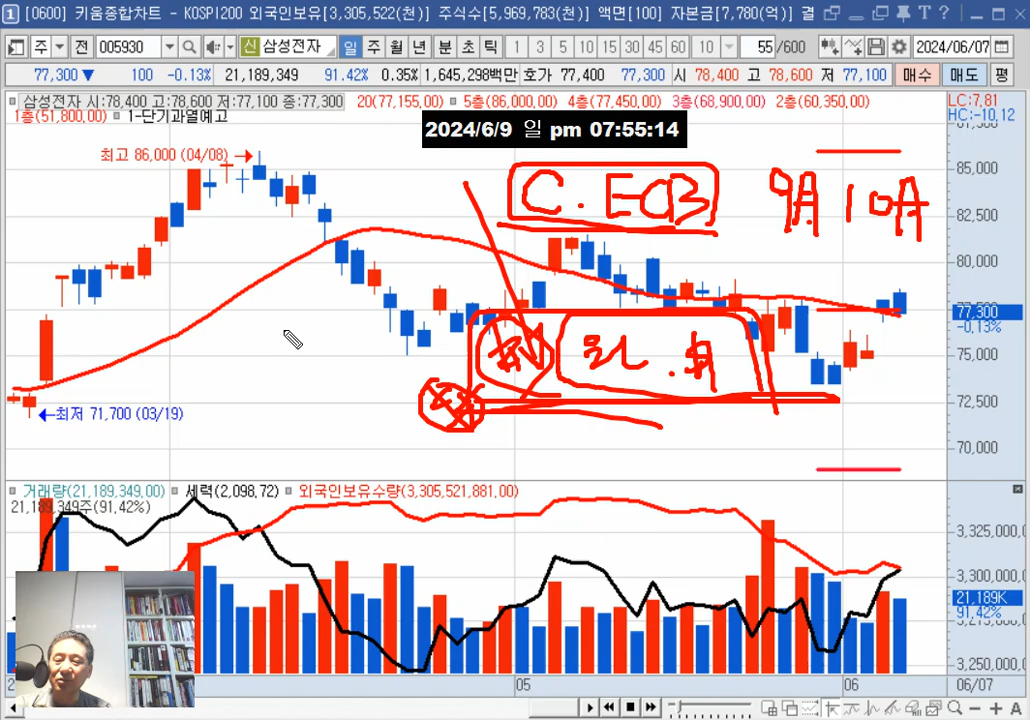 [0600] 키움종합차트 - KOSPI200 외국인보유[3,305,522(천)] 주식수[5,969,783(천)] 액면[100] 자본금[7,780(억)] 결
주 전 005930 신 삼성전자 일 주 월 년 분 초 틱 1 3 5 10 15 30 45 60 10 55 /600 2024/06/07
77,300▼ 100 -0.13% 21,189,349 91.42% 0.35% 1,645,298백만 호가 77,400 77,300 시 78,400 고 78,600 저 77,100 매수 매도 평
삼성전자 시:78,400 고:78,600 저:77,100 종:77,300 20(77,155.00) 5층(86,000.00) 4층(77,450.00) 3층(68,900.00) 2층(60,350.00) LC:7.81
1층(51,800.00) 1-단기과열예고 HC:-10.12
2024/6/9 일 pm 07:55:14
87,500
최고 86,000 (04/08) 85,000
C. ECB 9A 10A
82,500
80,000
77,300
-0.13%
75,000
72,500
최저 71,700 (03/19)
70,000
거래량(21,189,349.00) 세력(2,098.72) 외국인보유수량(3,305,521,881.00)
21,189,349주(91.42%)
3,325,000,
3,300,000,
21,189K
91.42%
3,250,000,
05 06 06/07